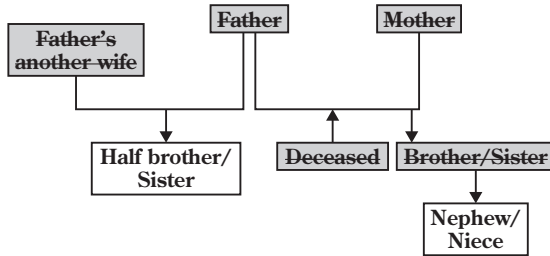 Father
Mother
Father's
another wife
Half brother/
Sister
Deceased
Brother/Sister
Nephew/
Niece